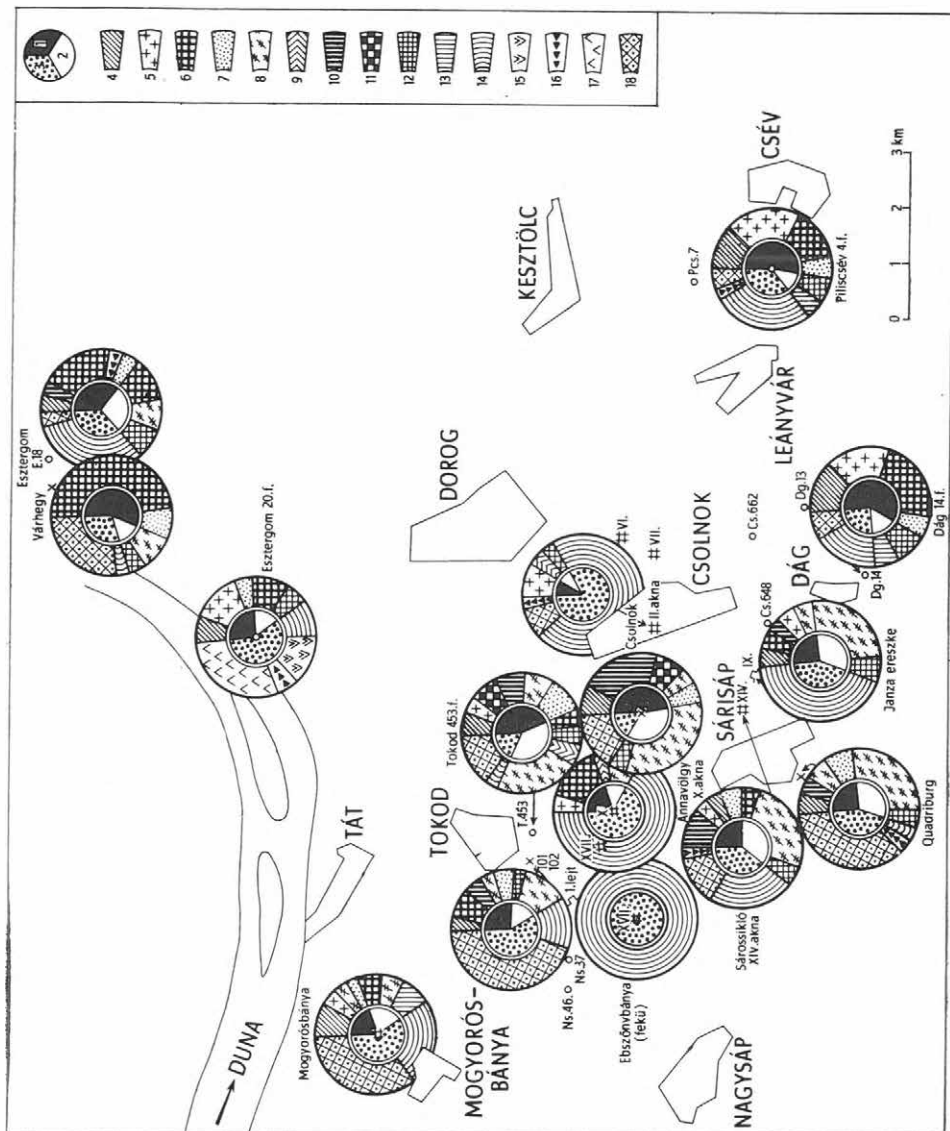 1
2
M
4
5
6
7
8
9
10
11
12
13
14
15
16
17
18
DUNA
Mogyorósbánya
MOGYORÓS-
BÁNYA
TÁT
TOKOD
Tokod 453.f.
T.453
101
102
1.lejt
Ns.46.
Ns.37
Ebszőnybánya
(fekü)
XVII.
XVII.
NAGYSÁP
Esztergom
E.18
Várhegy
Esztergom 20.f.
DOROG
KESZTÖLC
CSÉV
Pcs.7
Piliscsév 4.f.
LEÁNYVÁR
CSOLNOK
Csolnok
II.akna
VI.
VII.
Cs.662
Cs.648
DÁG
Dg.13
Dg.14
Dág 14.f.
Annavölgy
X.akna
SÁRISÁP
XIV.
IX.
Janza ereszke
Sárossikló
XIV.akna
Quadriburg
0 1 2 3 km